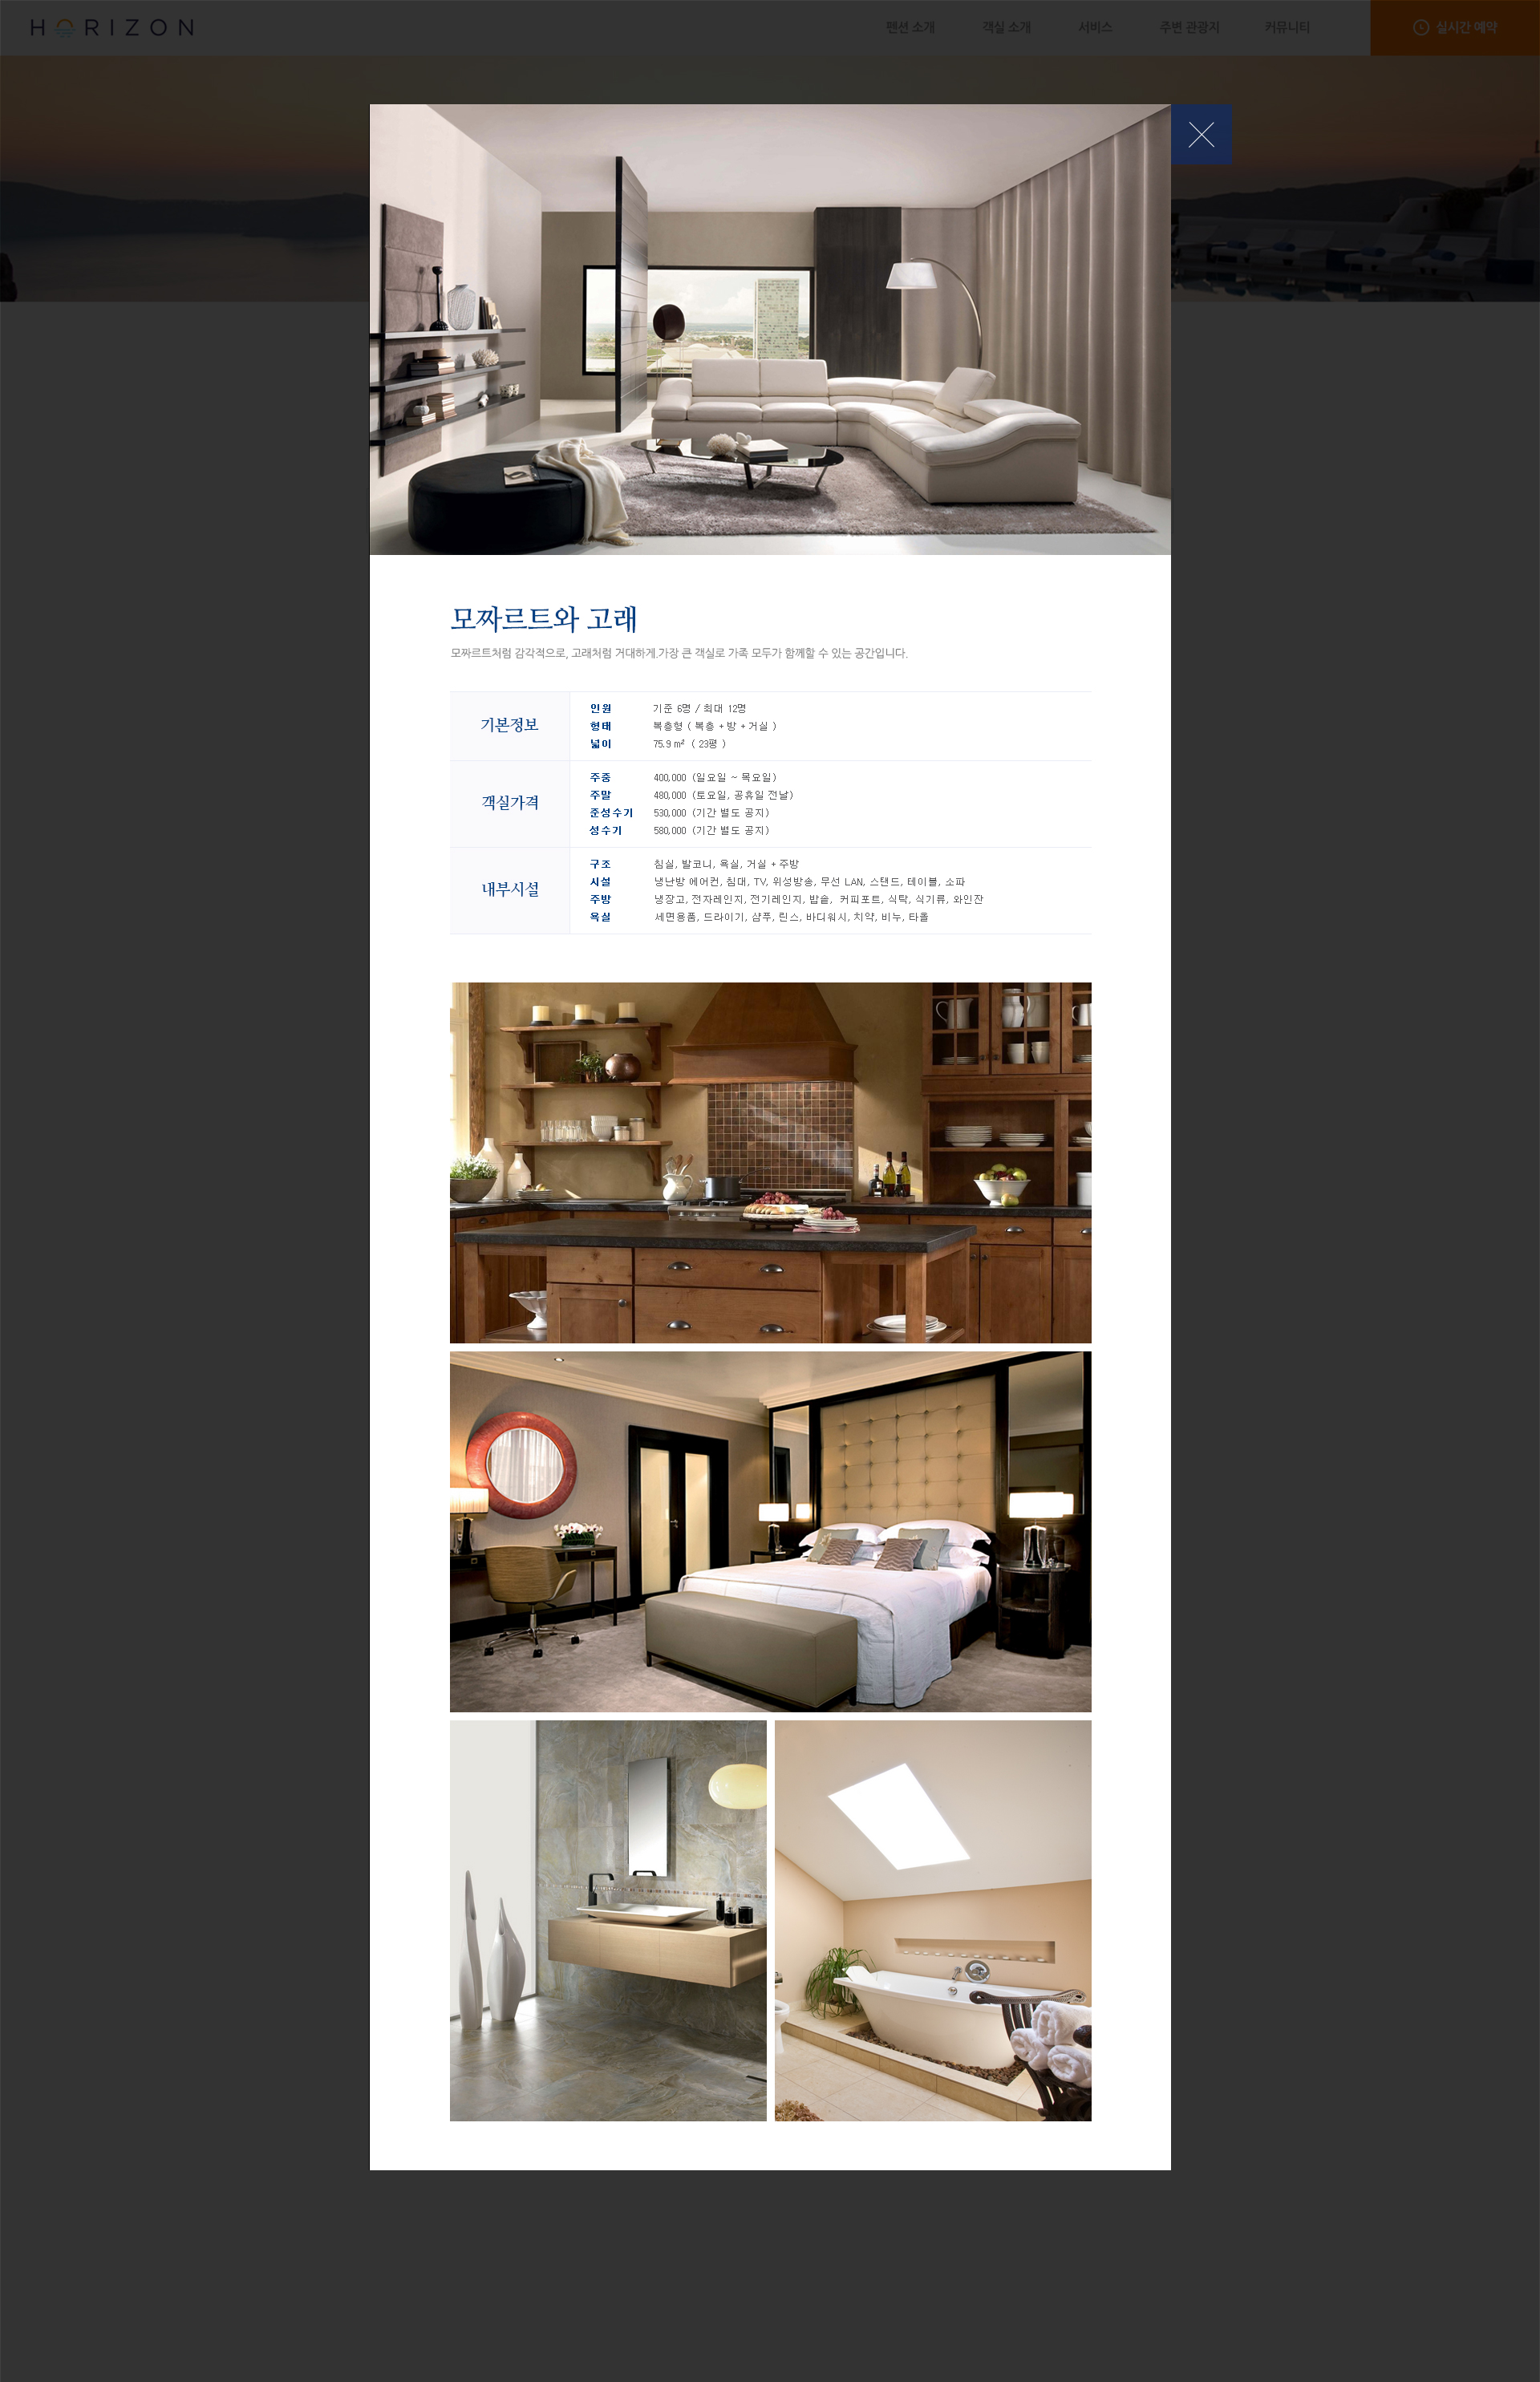 HORIZON
펜션 소개 객실 소개 서비스 주변 관광지 커뮤니티 실시간 예약
모짜르트와 고래
모짜르트처럼 감각적으로, 고래처럼 거대하게.가장 큰 객실로 가족 모두가 함께할 수 있는 공간입니다.
기본정보
인원 기준 6명 / 최대 12명
형태 복층형 ( 복층 + 방 + 거실 )
넓이 75.9 m² ( 23평 )
객실가격
주중 400,000 (일요일 ~ 목요일)
주말 480,000 (토요일, 공휴일 전날)
준성수기 530,000 (기간 별도 공지)
성수기 580,000 (기간 별도 공지)
내부시설
구조 침실, 발코니, 욕실, 거실 + 주방
시설 냉난방 에어컨, 침대, TV, 위성방송, 무선 LAN, 스탠드, 테이블, 소파
주방 냉장고, 전자레인지, 전기레인지, 밥솥, 커피포트, 식탁, 식기류, 와인잔
욕실 세면용품, 드라이기, 샴푸, 린스, 바디워시, 치약, 비누, 타올